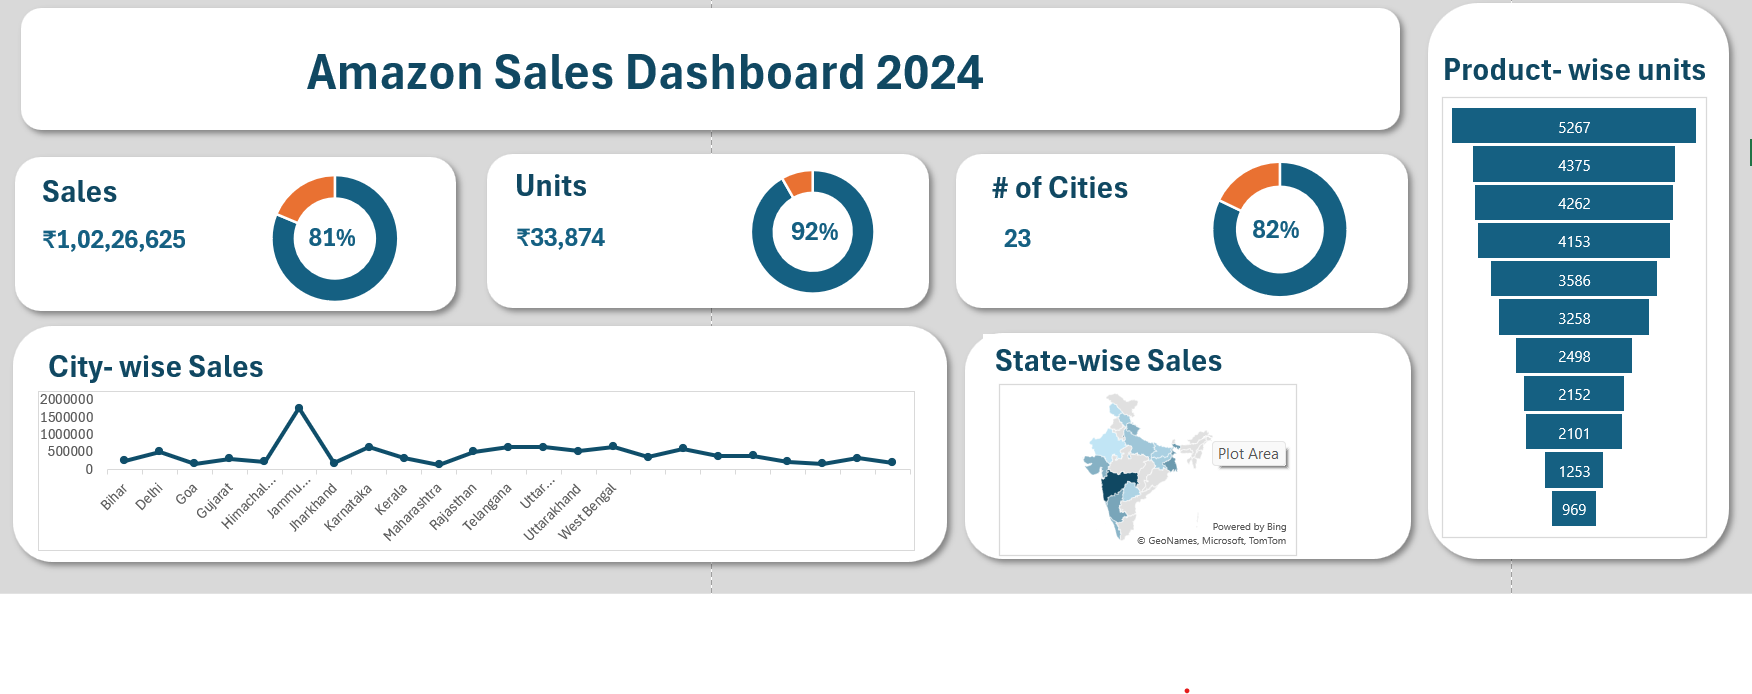 Amazon Sales Dashboard 2024
Product- wise units
5267
4375
4262
4153
3586
3258
2498
2152
2101
1253
969
Sales
₹1,02,26,625
81%
Units
₹33,874
92%
# of Cities
23
82%
City- wise Sales
2000000
1500000
1000000
500000
0
Bihar
Delhi
Goa
Gujarat
Himachal...
Jammu...
Jharkhand
Karnataka
Kerala
Maharashtra
Rajasthan
Telangana
Uttar...
Uttarakhand
West Bengal
State-wise Sales
Plot Area
Powered by Bing
© GeoNames, Microsoft, TomTom